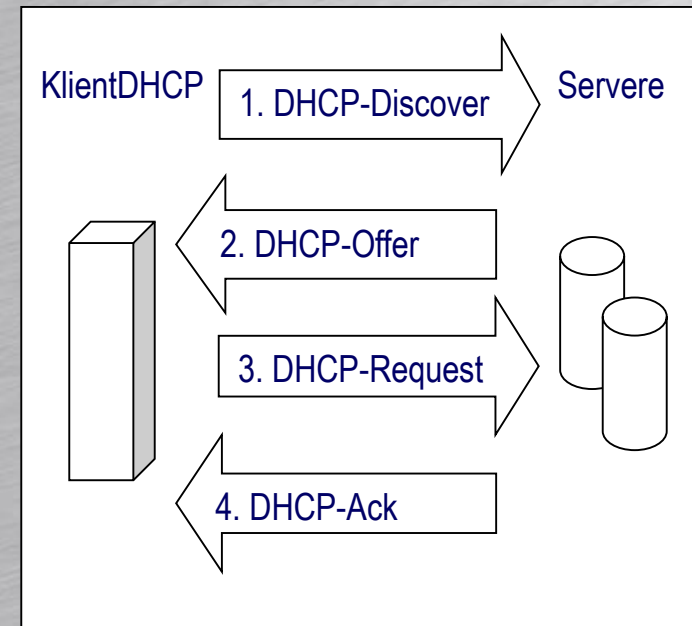 KlientDHCP
1. DHCP-Discover
Servere
2. DHCP-Offer
3. DHCP-Request
4. DHCP-Ack